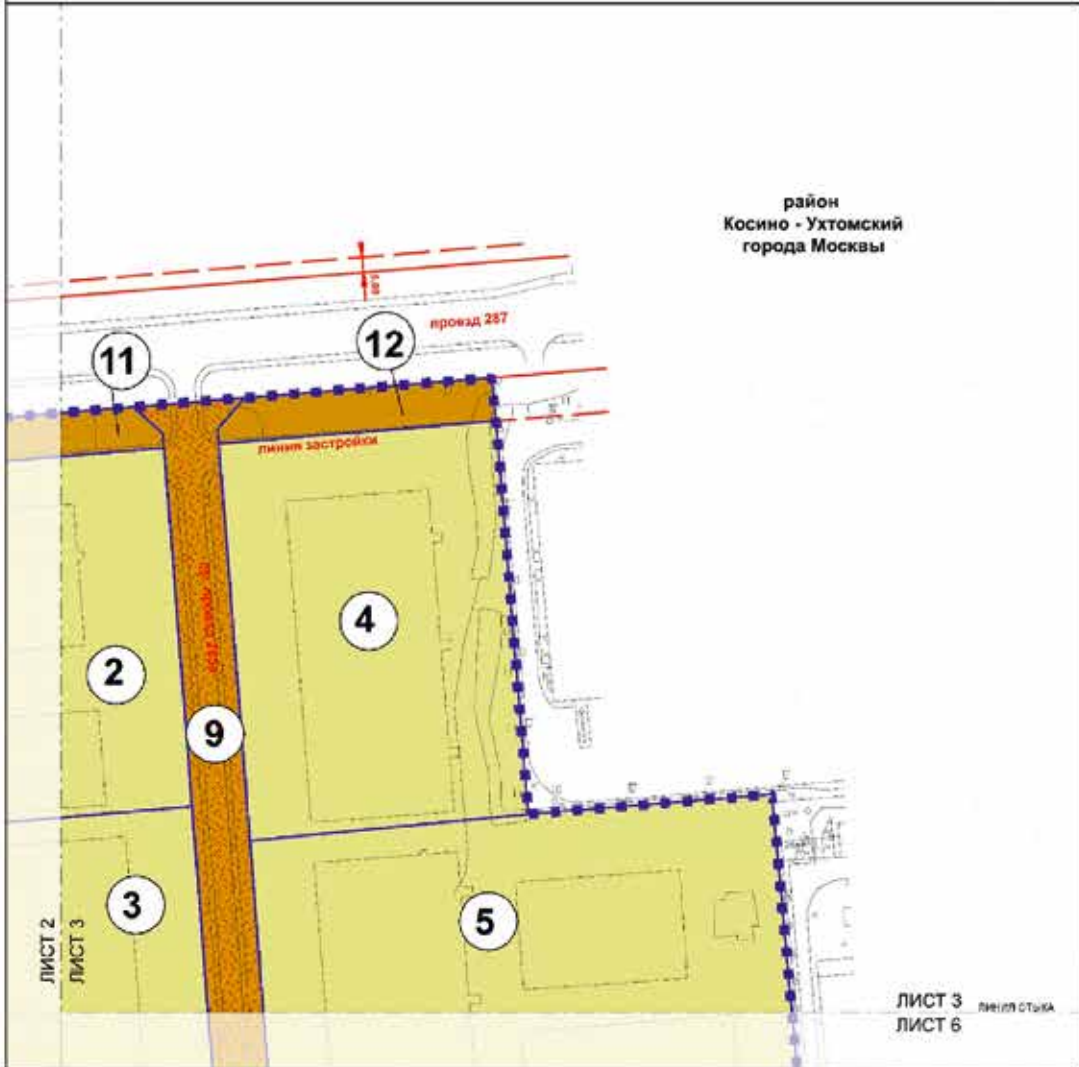 район
Косино - Ухтомский
города Москвы
проезд 287
11
12
линия застройки
4
2
9
3
5
ЛИСТ 2
ЛИСТ 3
ЛИСТ 3
линия стыка
ЛИСТ 6